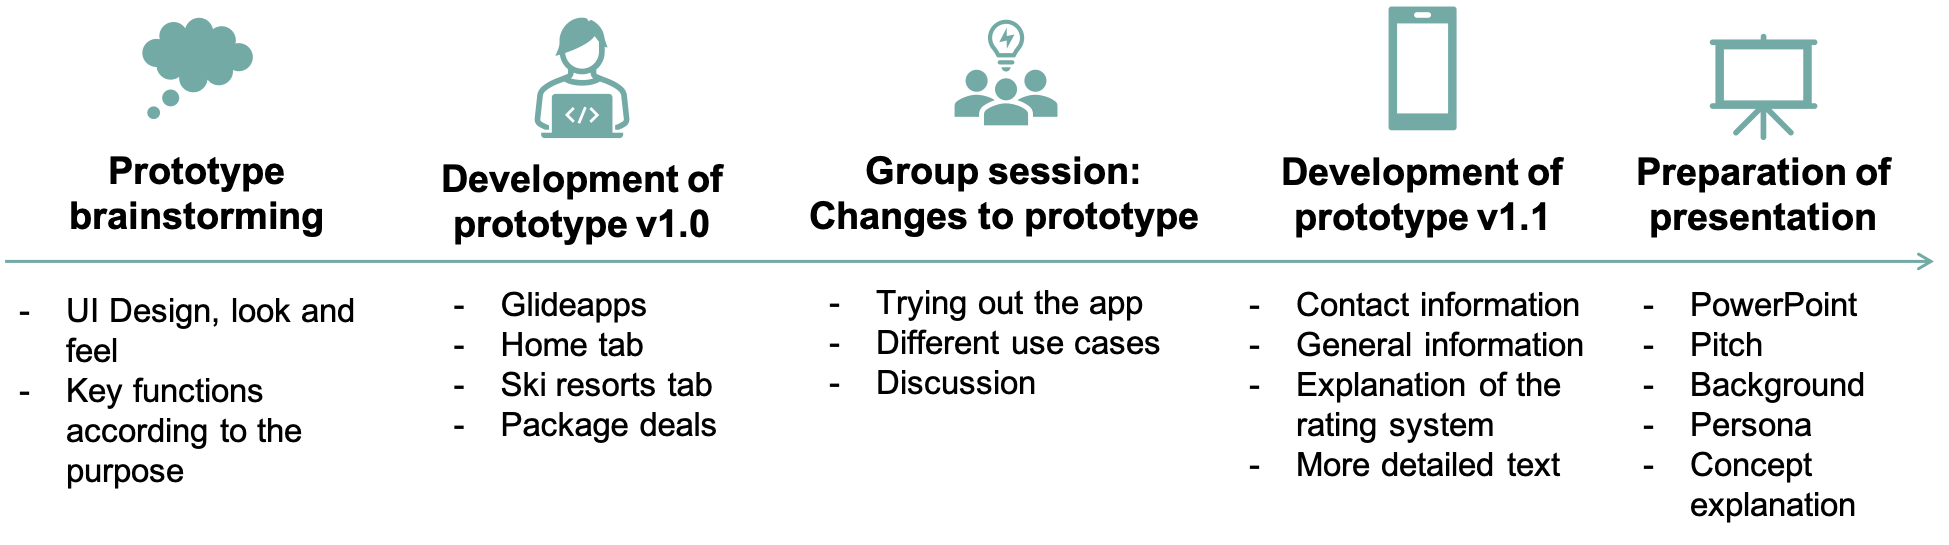 </>
Prototype
brainstorming
Development of
prototype v1.0
Group session:
Changes to prototype
Development of
prototype v1.1
Preparation of
presentation
- UI Design, look and
feel
- Key functions
according to the
purpose
- Glideapps
- Home tab
- Ski resorts tab
- Package deals
- Trying out the app
- Different use cases
- Discussion
- Contact information
- General information
- Explanation of the
rating system
- More detailed text
- PowerPoint
- Pitch
- Background
- Persona
- Concept
explanation